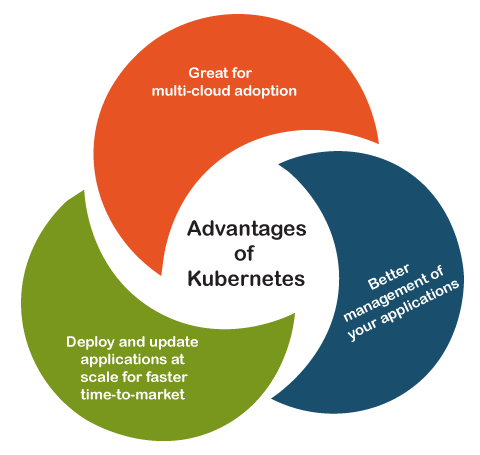 Great for
multi-cloud adoption
Advantages
of
Kubernetes
Better
management of
your applications
Deploy and update
applications at
scale for faster
time-to-market